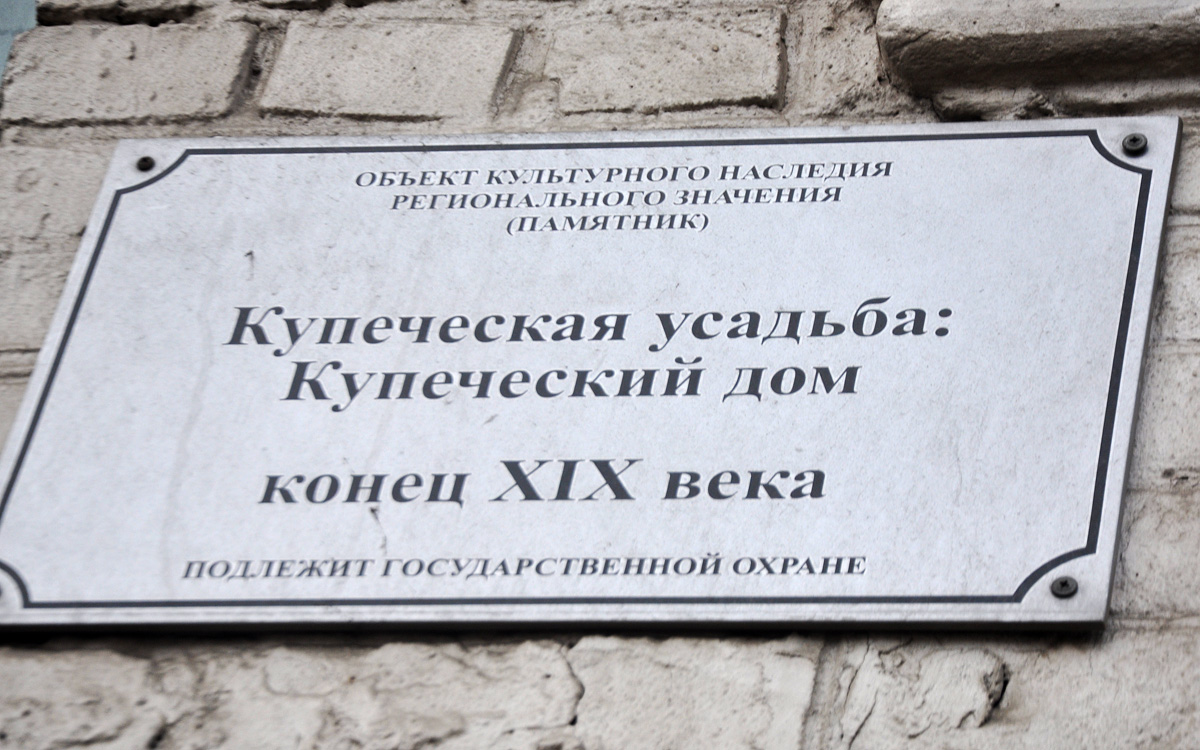 ОБЪЕКТ КУЛЬТУРНОГО НАСЛЕДИЯ
РЕГИОНАЛЬНОГО ЗНАЧЕНИЯ
(ПАМЯТНИК)
Купеческая усадьба:
Купеческий дом
конец XIX века
ПОДЛЕЖИТ ГОСУДАРСТВЕННОЙ ОХРАНЕ